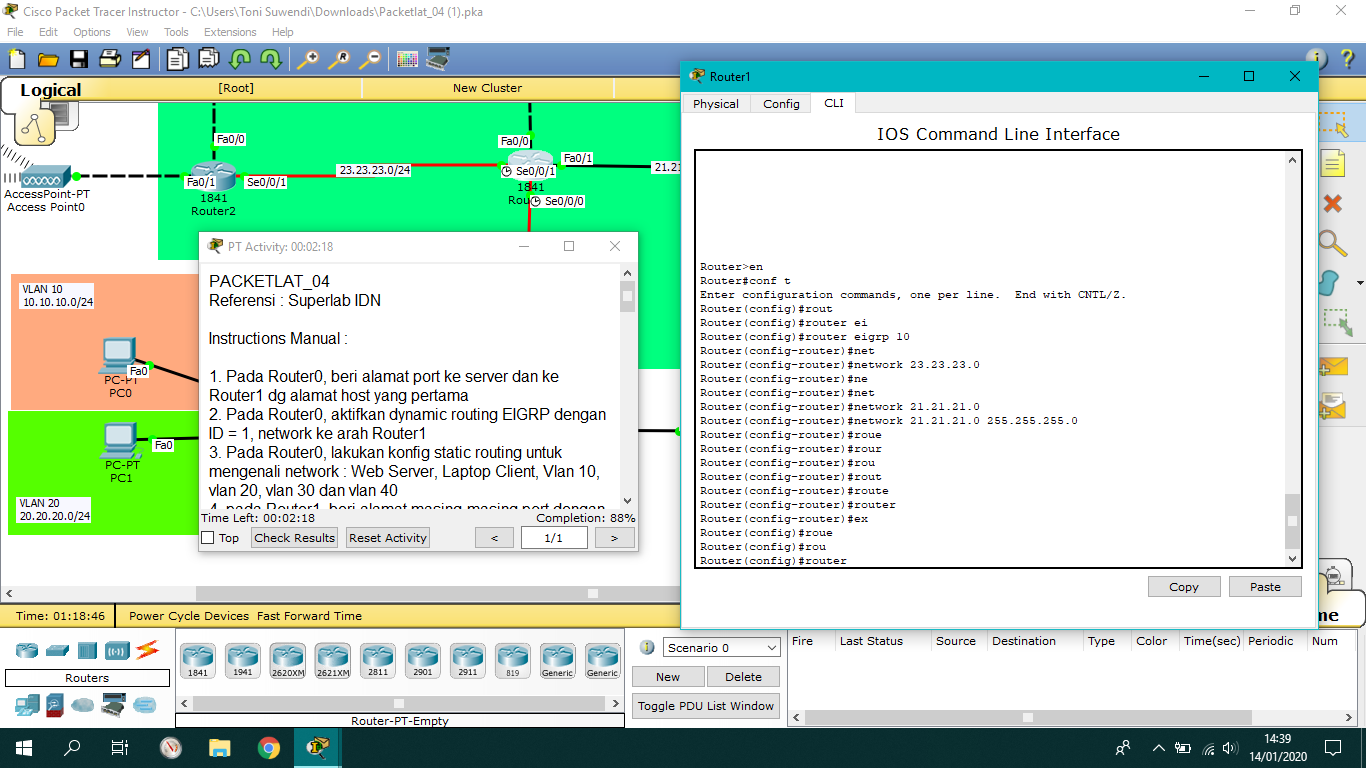 Cisco Packet Tracer Instructor - C:\Users\Toni Suwendi\Downloads\Packetlat_04 (1).pka
File Edit Options View Tools Extensions Help
Logical
[Root]
New Cluster
Fa0/0
Fa0/1
Se0/0/1
1841
Router2
AccessPoint-PT
Access Point0
23.23.23.0/24
Fa0/0
Fa0/1
Se0/0/1
1841
Se0/0/0
VLAN 10
10.10.10.0/24
PC-PT
PC0
Fa0
PC-PT
PC1
Fa0
VLAN 20
20.20.20.0/24
PT Activity: 00:02:18
PACKETLAT_04
Referensi : Superlab IDN
Instructions Manual :
1. Pada Router0, beri alamat port ke server dan ke
Router1 dg alamat host yang pertama
2. Pada Router0, aktifkan dynamic routing EIGRP dengan
ID = 1, network ke arah Router1
3. Pada Router0, lakukan konfig static routing untuk
mengenali network : Web Server, Laptop Client, Vlan 10,
vlan 20, vlan 30 dan vlan 40
4. pada Router1, beri alamat masing masing port dengan
Time Left: 00:02:18
Completion: 88%
Top
Check Results
Reset Activity
<
1/1
>
Router1
Physical
Config
CLI
IOS Command Line Interface
Router>en
Router#conf t
Enter configuration commands, one per line. End with CNTL/Z.
Router(config)#rout
Router(config)#router ei
Router(config)#router eigrp 10
Router(config-router)#net
Router(config-router)#network 23.23.23.0
Router(config-router)#ne
Router(config-router)#net
Router(config-router)#network 21.21.21.0
Router(config-router)#network 21.21.21.0 255.255.255.0
Router(config-router)#roue
Router(config-router)#rour
Router(config-router)#rou
Router(config-router)#rout
Router(config-router)#route
Router(config-router)#router
Router(config-router)#ex
Router(config)#roue
Router(config)#rou
Router(config)#router
Copy
Paste
Time: 01:18:46
Power Cycle Devices Fast Forward Time
Routers
1841
1941
2620XM
2621XM
2811
2901
2911
819
Generic
Generic
Router-PT-Empty
Scenario 0
New
Delete
Toggle PDU List Window
Fire Last Status Source Destination Type Color Time(sec) Periodic Num
14:39
14/01/2020